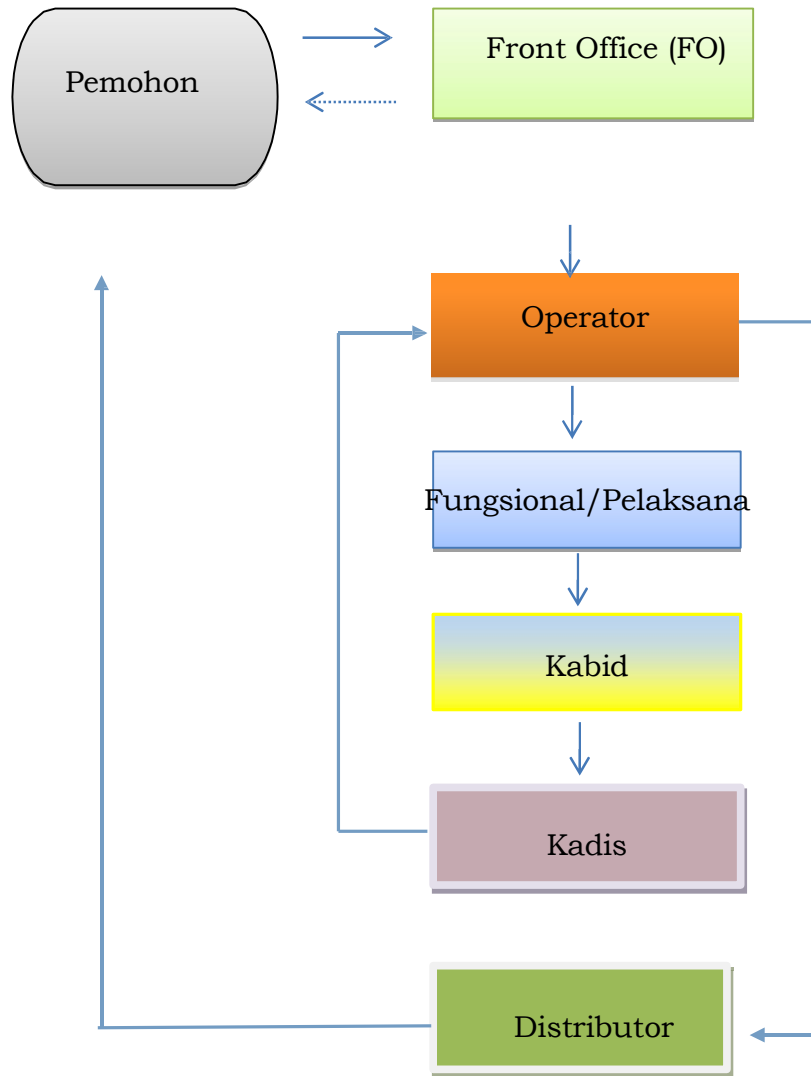 Pemohon
Front Office (FO)
Operator
Fungsional/Pelaksana
Kabid
Kadis
Distributor